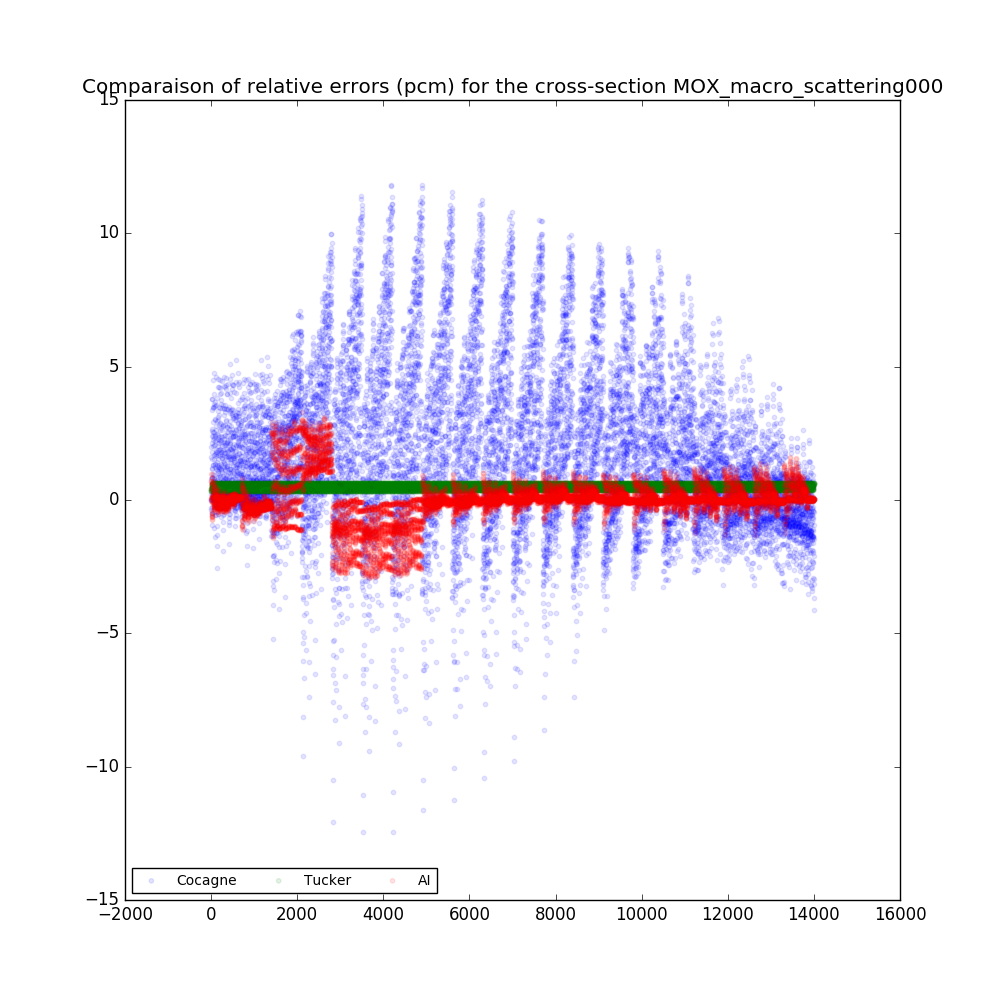 Comparaison of relative errors (pcm) for the cross-section MOX_macro_scattering000
15
10
5
0
−5
−10
−15
Cocagne Tucker AI
−2000 0 2000 4000 6000 8000 10000 12000 14000 16000